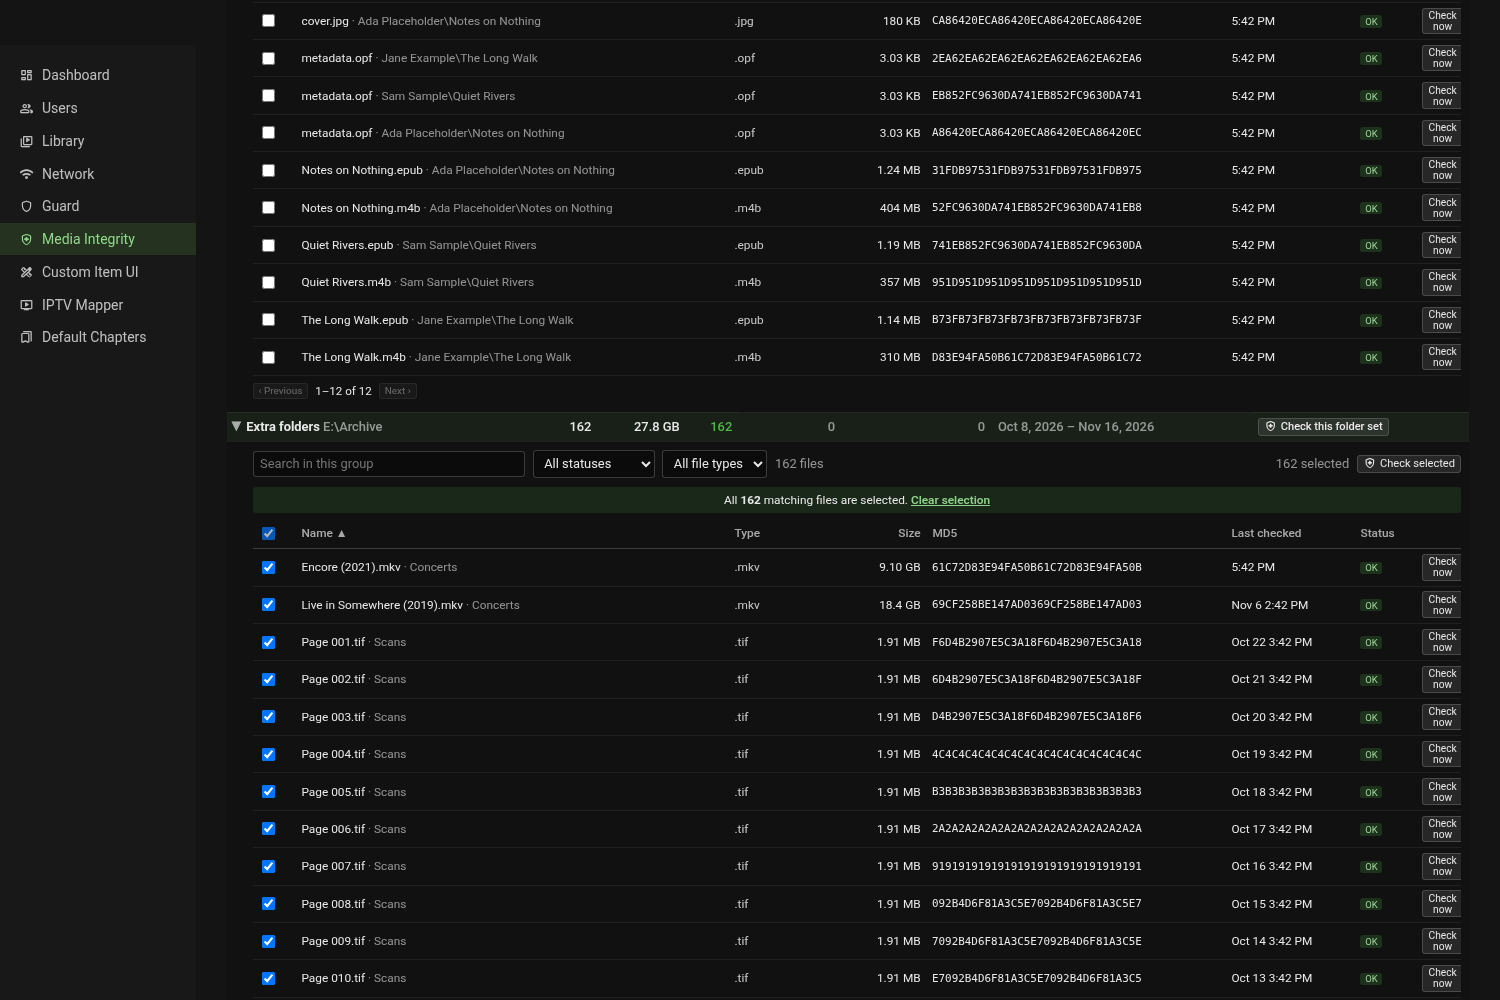 Dashboard
Users
Library
Network
Guard
Media Integrity
Custom Item UI
IPTV Mapper
Default Chapters
cover.jpg · Ada Placeholder\Notes on Nothing .jpg 180 KB CA86420ECA86420ECA86420ECA86420E 5:42 PM OK Check now
metadata.opf · Jane Example\The Long Walk .opf 3.03 KB 2EA62EA62EA62EA62EA62EA62EA62EA6 5:42 PM OK Check now
metadata.opf · Sam Sample\Quiet Rivers .opf 3.03 KB EB852FC9630DA741EB852FC9630DA741 5:42 PM OK Check now
metadata.opf · Ada Placeholder\Notes on Nothing .opf 3.03 KB A86420ECA86420ECA86420ECA86420EC 5:42 PM OK Check now
Notes on Nothing.epub · Ada Placeholder\Notes on Nothing .epub 1.24 MB 31FDB97531FDB97531FDB97531FDB975 5:42 PM OK Check now
Notes on Nothing.m4b · Ada Placeholder\Notes on Nothing .m4b 404 MB 52FC9630DA741EB852FC9630DA741EB8 5:42 PM OK Check now
Quiet Rivers.epub · Sam Sample\Quiet Rivers .epub 1.19 MB 741EB852FC9630DA741EB852FC9630DA 5:42 PM OK Check now
Quiet Rivers.m4b · Sam Sample\Quiet Rivers .m4b 357 MB 951D951D951D951D951D951D951D951D 5:42 PM OK Check now
The Long Walk.epub · Jane Example\The Long Walk .epub 1.14 MB B73FB73FB73FB73FB73FB73FB73FB73F 5:42 PM OK Check now
The Long Walk.m4b · Jane Example\The Long Walk .m4b 310 MB D83E94FA50B61C72D83E94FA50B61C72 5:42 PM OK Check now
‹ Previous 1–12 of 12 Next ›
▼ Extra folders E:\Archive 162 27.8 GB 162 0 0 Oct 8, 2026 – Nov 16, 2026 Check this folder set
Search in this group All statuses All file types 162 files 162 selected Check selected
All 162 matching files are selected. Clear selection
Name ▲ Type Size MD5 Last checked Status
Encore (2021).mkv · Concerts .mkv 9.10 GB 61C72D83E94FA50B61C72D83E94FA50B 5:42 PM OK Check now
Live in Somewhere (2019).mkv · Concerts .mkv 18.4 GB 69CF258BE147AD0369CF258BE147AD03 Nov 6 2:42 PM OK Check now
Page 001.tif · Scans .tif 1.91 MB F6D4B2907E5C3A18F6D4B2907E5C3A18 Oct 22 3:42 PM OK Check now
Page 002.tif · Scans .tif 1.91 MB 6D4B2907E5C3A18F6D4B2907E5C3A18F Oct 21 3:42 PM OK Check now
Page 003.tif · Scans .tif 1.91 MB D4B2907E5C3A18F6D4B2907E5C3A18F6 Oct 20 3:42 PM OK Check now
Page 004.tif · Scans .tif 1.91 MB 4C4C4C4C4C4C4C4C4C4C4C4C4C4C4C4C Oct 19 3:42 PM OK Check now
Page 005.tif · Scans .tif 1.91 MB B3B3B3B3B3B3B3B3B3B3B3B3B3B3B3B3 Oct 18 3:42 PM OK Check now
Page 006.tif · Scans .tif 1.91 MB 2A2A2A2A2A2A2A2A2A2A2A2A2A2A2A2A Oct 17 3:42 PM OK Check now
Page 007.tif · Scans .tif 1.91 MB 91919191919191919191919191919191 Oct 16 3:42 PM OK Check now
Page 008.tif · Scans .tif 1.91 MB 092B4D6F81A3C5E7092B4D6F81A3C5E7 Oct 15 3:42 PM OK Check now
Page 009.tif · Scans .tif 1.91 MB 7092B4D6F81A3C5E7092B4D6F81A3C5E Oct 14 3:42 PM OK Check now
Page 010.tif · Scans .tif 1.91 MB E7092B4D6F81A3C5E7092B4D6F81A3C5 Oct 13 3:42 PM OK Check now